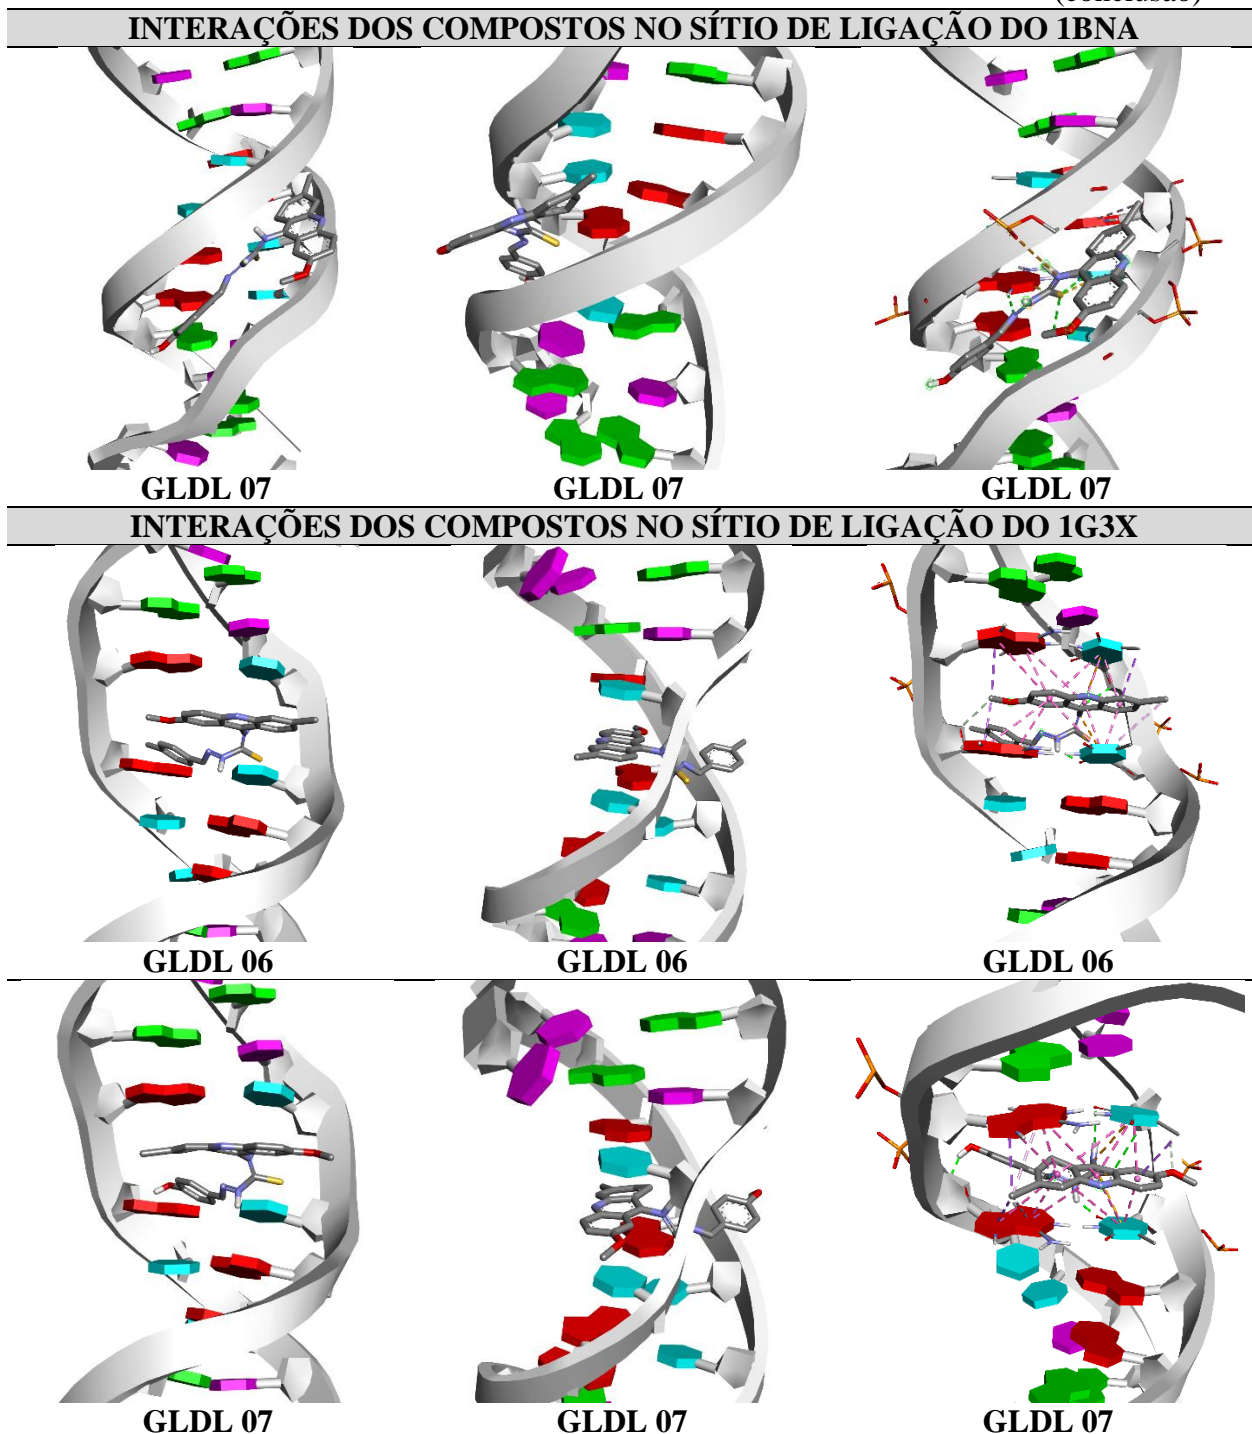 (conclusão)
INTERAÇÕES DOS COMPOSTOS NO SÍTIO DE LIGAÇÃO DO 1BNA
GLDL 07 GLDL 07 GLDL 07
INTERAÇÕES DOS COMPOSTOS NO SÍTIO DE LIGAÇÃO DO 1G3X
GLDL 06 GLDL 06 GLDL 06
GLDL 07 GLDL 07 GLDL 07